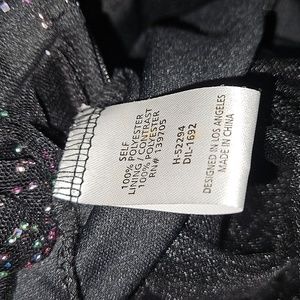 SELF
100% POLYESTER
LINING / CONTRAST
100% POLYESTER
RN# 139705
H-52294
DIL-1692
DESIGNED IN LOS ANGELES
MADE IN CHINA